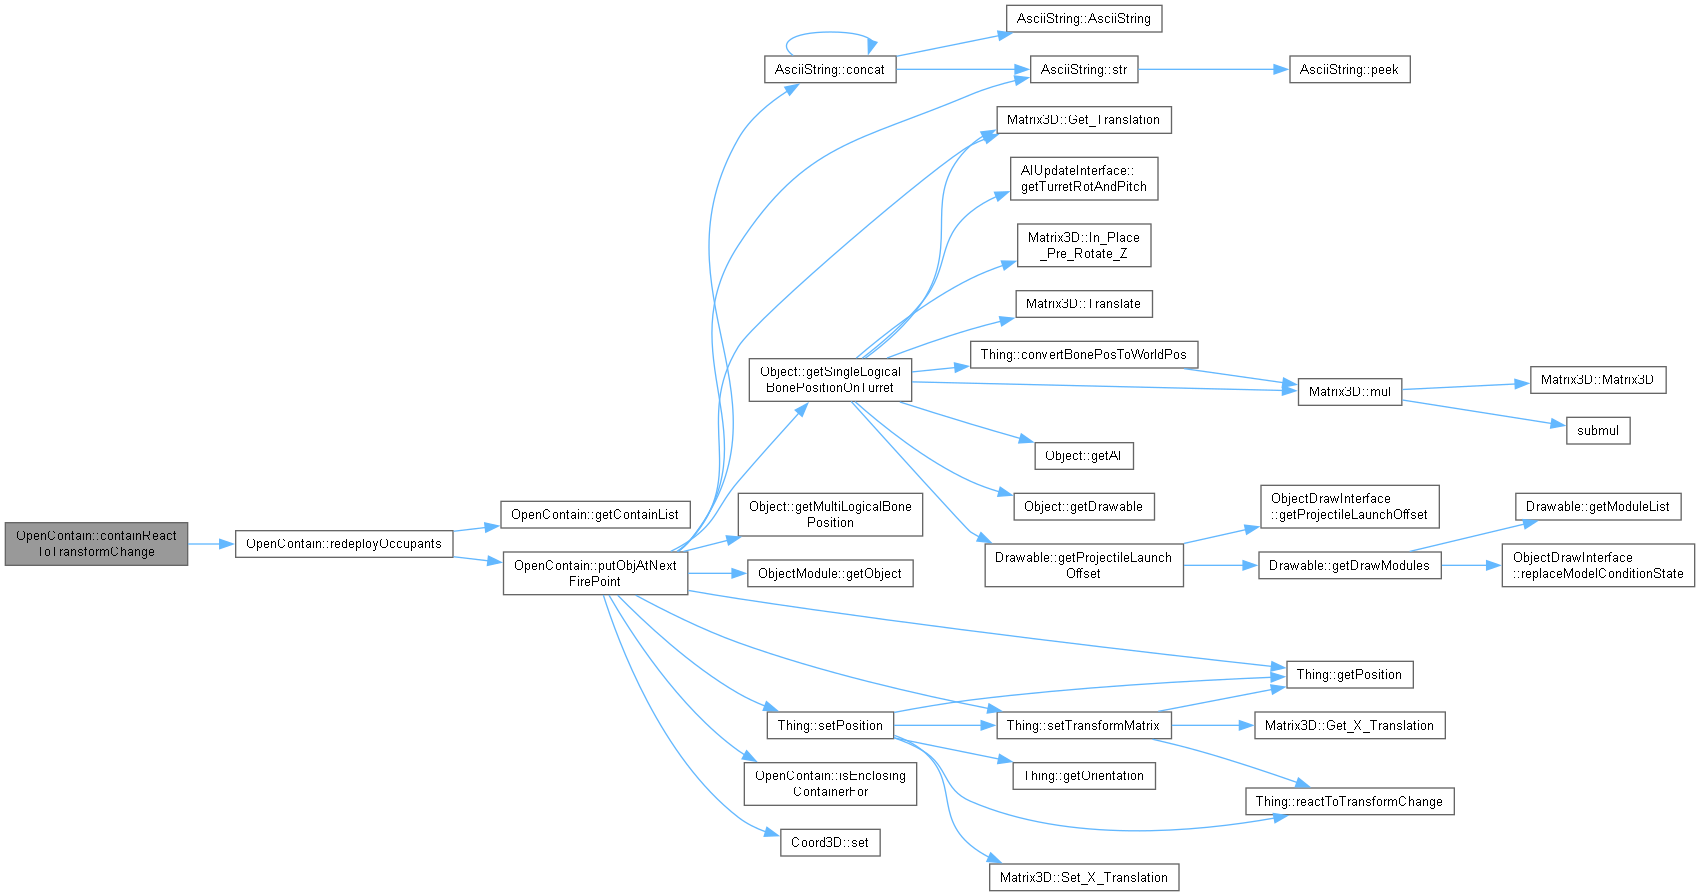 OpenContain::containReact
ToTransformChange
OpenContain::redeployOccupants
OpenContain::getContainList
OpenContain::putObjAtNext
FirePoint
AsciiString::concat
AsciiString::AsciiString
AsciiString::str
AsciiString::peek
Matrix3D::Get_Translation
Object::getSingleLogical
BonePositionOnTurret
AIUpdateInterface::
getTurretRotAndPitch
Matrix3D::In_Place
_Pre_Rotate_Z
Matrix3D::Translate
Thing::convertBonePosToWorldPos
Matrix3D::mul
Matrix3D::Matrix3D
submul
Object::getAI
Object::getDrawable
Drawable::getProjectileLaunch
Offset
ObjectDrawInterface
::getProjectileLaunchOffset
Drawable::getDrawModules
Drawable::getModuleList
ObjectDrawInterface
::replaceModelConditionState
Object::getMultiLogicalBone
Position
ObjectModule::getObject
Thing::getPosition
Thing::setPosition
Thing::setTransformMatrix
Matrix3D::Get_X_Translation
Thing::getOrientation
Thing::reactToTransformChange
OpenContain::isEnclosing
ContainerFor
Coord3D::set
Matrix3D::Set_X_Translation